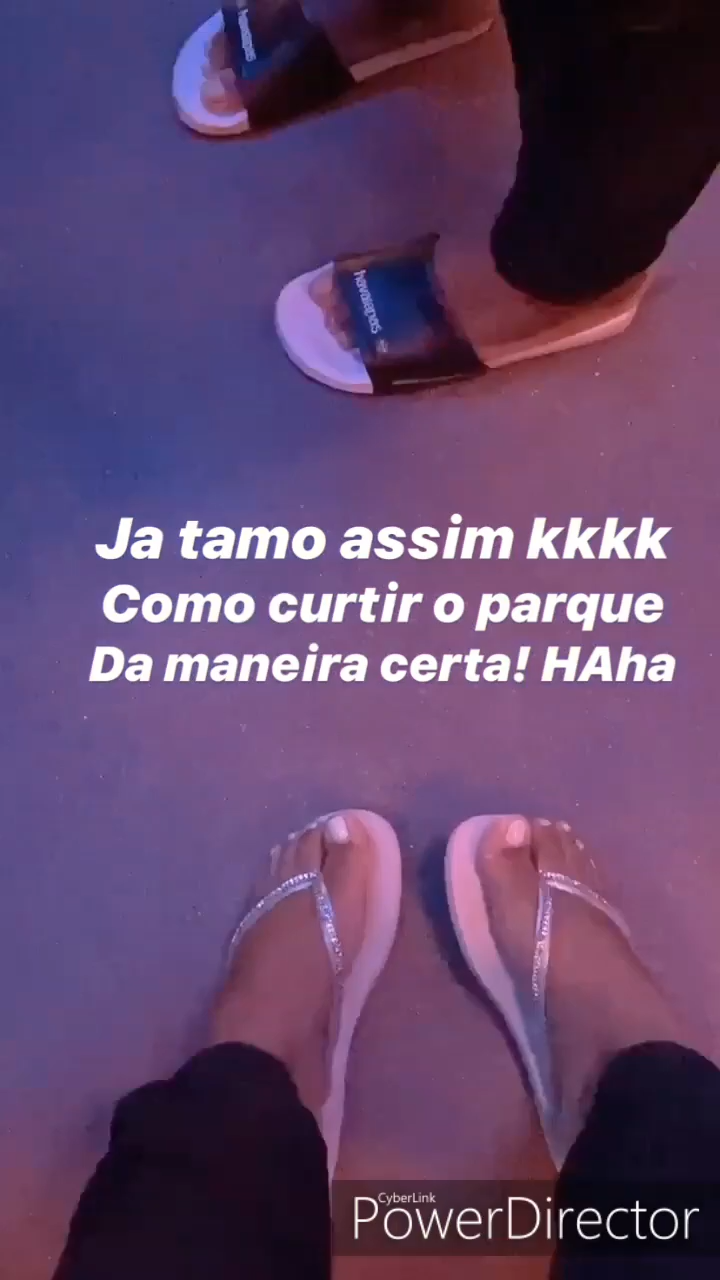 havaianas
havaianas
Ja tamo assim kkkk
Como curtir o parque
Da maneira certa! HAha
CyberLink
PowerDirector